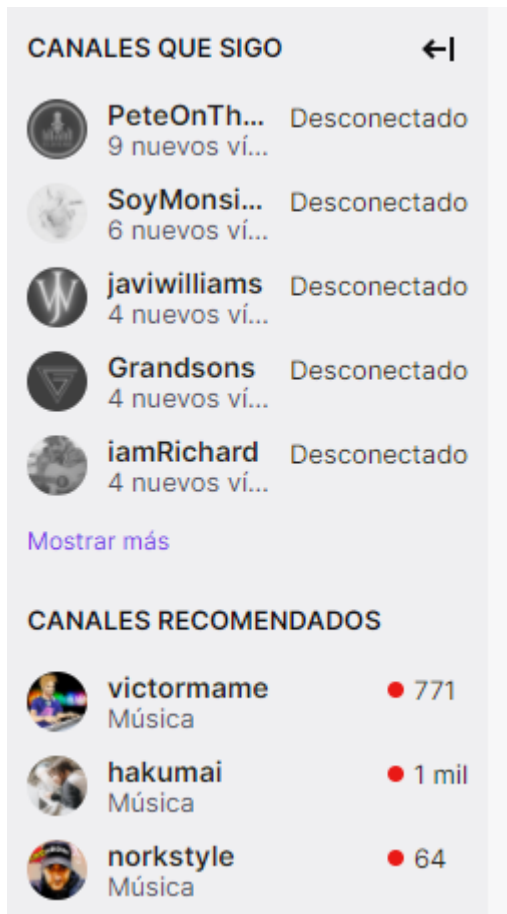 CANALES QUE SIGO
PeteOnTh... Desconectado
9 nuevos ví...
SoyMonsi... Desconectado
6 nuevos ví...
javiwilliams Desconectado
4 nuevos ví...
Grandsons Desconectado
4 nuevos ví...
iamRichard Desconectado
4 nuevos ví...
Mostrar más
CANALES RECOMENDADOS
victormame 771
Música
hakumai 1 mil
Música
norkstyle 64
Música